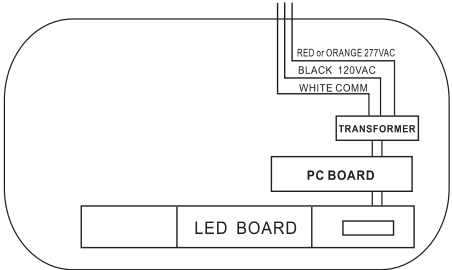 RED or ORANGE 277VAC
BLACK 120VAC
WHITE COMM
TRANSFORMER
PC BOARD
LED BOARD